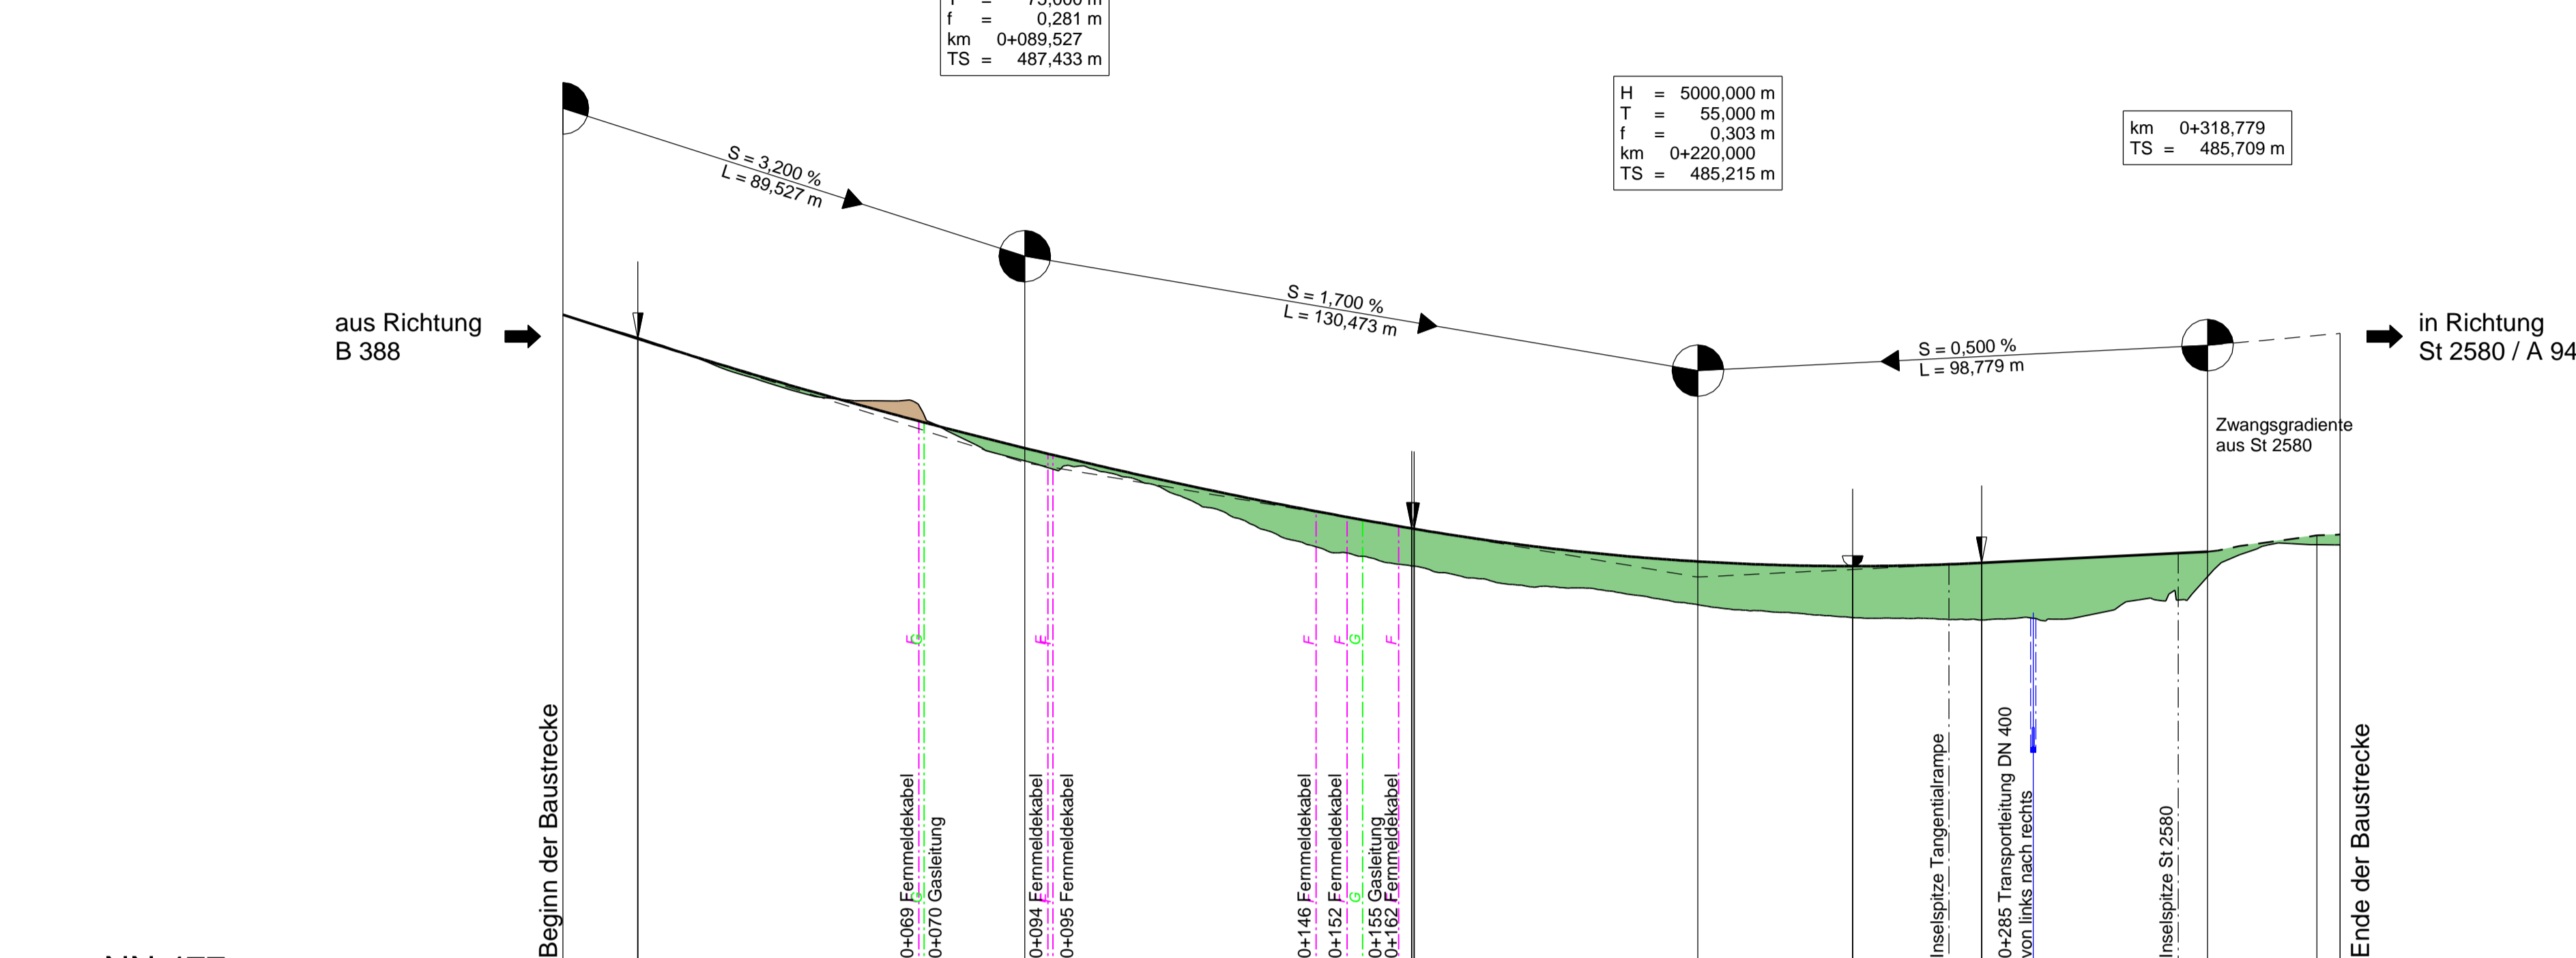 f = 0,281 m
km 0+089,527
TS = 487,433 m
H = 5000,000 m
T = 55,000 m
f = 0,303 m
km 0+220,000
TS = 485,215 m
km 0+318,779
TS = 485,709 m
S = 3,200 %
L = 89,527 m
S = 1,700 %
L = 130,473 m
S = 0,500 %
L = 98,779 m
aus Richtung
B 388
in Richtung
St 2580 / A 94
Zwangsgradiente
aus St 2580
F
G
F
F
F
F
G
F
Beginn der Baustrecke
0+069 Fernmeldekabel
G
0+070 Gasleitung
0+094 Fernmeldekabel
0+095 Fernmeldekabel
0+146 Fernmeldekabel
0+152 Fernmeldekabel
G
0+155 Gasleitung
0+162 Fernmeldekabel
Inselspitze Tangentialrampe
0+285 Transportleitung DN 400
von links nach rechts
Inselspitze St 2580
Ende der Baustrecke